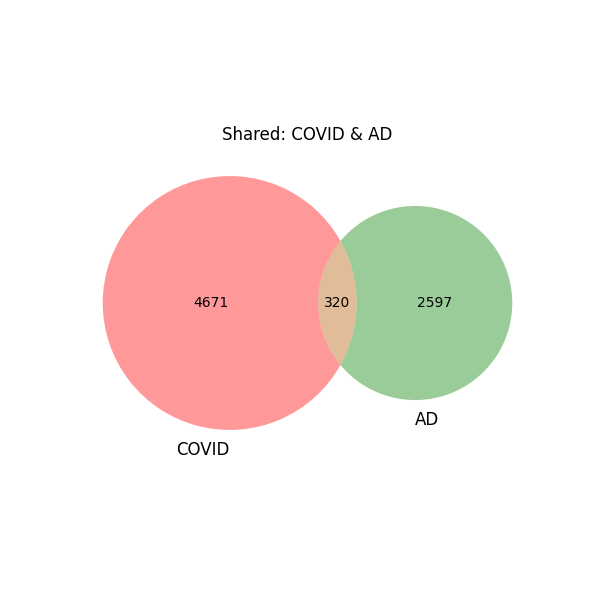 Shared: COVID & AD
4671 320 2597
AD
COVID